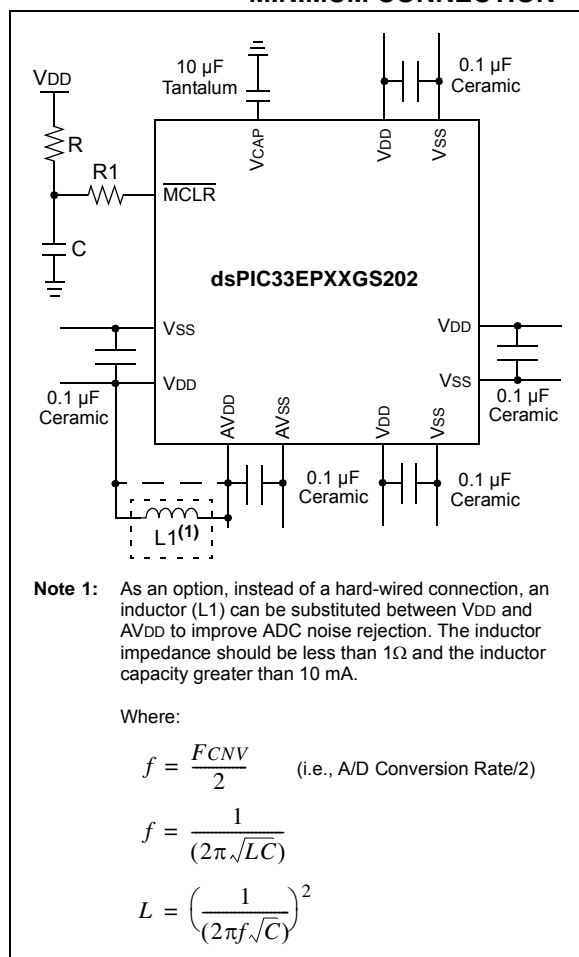 MINIMUM CONNECTION
10 µF
Tantalum
0.1 µF
Ceramic
VDD
R
R1
C
VCAP
VDD
VSS
MCLR
dsPIC33EPXXGS202
VSS
VDD
0.1 µF
Ceramic
VDD
VSS
0.1 µF
Ceramic
AVDD
AVSS
VDD
VSS
0.1 µF
Ceramic
0.1 µF
Ceramic
L1(1)
Note 1: As an option, instead of a hard-wired connection, an
inductor (L1) can be substituted between VDD and
AVDD to improve ADC noise rejection. The inductor
impedance should be less than 1Ω and the inductor
capacity greater than 10 mA.
Where:
f = FCNV / 2 (i.e., A/D Conversion Rate/2)
f = 1 / (2π√LC)
L = (1 / (2πf√C))²